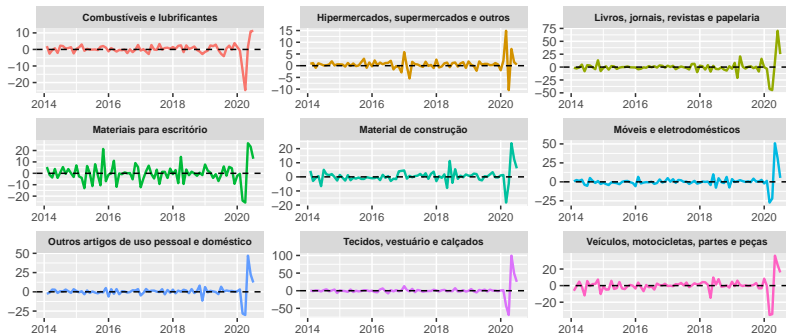 Combustíveis e lubrificantes
10
0
−10
−20
2014 2016 2018 2020
Hipermercados, supermercados e outros
15
10
5
0
−5
−10
2014 2016 2018 2020
Livros, jornais, revistas e papelaria
75
50
25
0
−25
−50
2014 2016 2018 2020
Materiais para escritório
20
10
0
−10
−20
2014 2016 2018 2020
Material de construção
20
10
0
−10
−20
2014 2016 2018 2020
Móveis e eletrodomésticos
50
25
0
−25
2014 2016 2018 2020
Outros artigos de uso pessoal e doméstico
50
25
0
−25
2014 2016 2018 2020
Tecidos, vestuário e calçados
100
50
0
−50
2014 2016 2018 2020
Veículos, motocicletas, partes e peças
20
0
−20
2014 2016 2018 2020